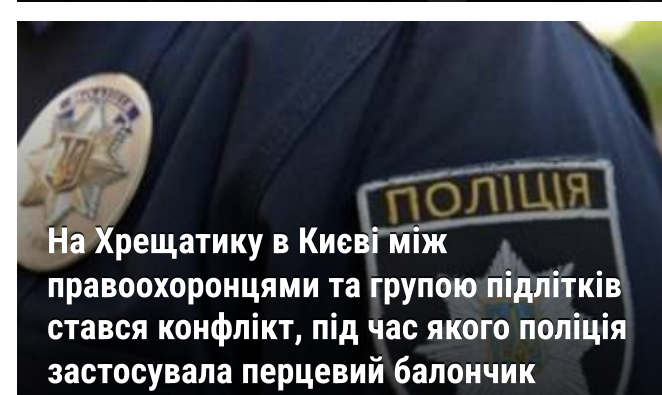 ПОЛІЦІЯ
На Хрещатику в Києві між
правоохоронцями та групою підлітків
стався конфлікт, під час якого поліція
застосувала перцевий балончик